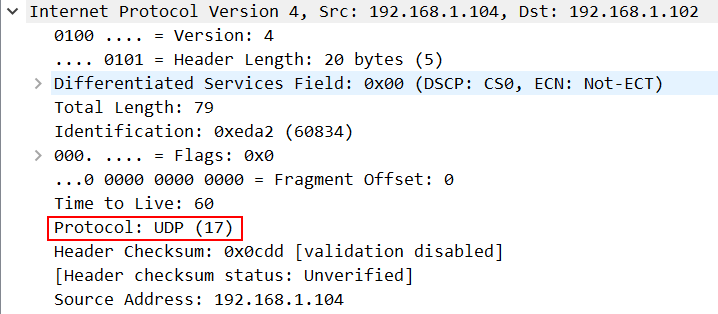 Internet Protocol Version 4, Src: 192.168.1.104, Dst: 192.168.1.102
0100 .... = Version: 4
.... 0101 = Header Length: 20 bytes (5)
Differentiated Services Field: 0x00 (DSCP: CS0, ECN: Not-ECT)
Total Length: 79
Identification: 0xeda2 (60834)
000. .... = Flags: 0x0
...0 0000 0000 0000 = Fragment Offset: 0
Time to Live: 60
Protocol: UDP (17)
Header Checksum: 0x0cdd [validation disabled]
[Header checksum status: Unverified]
Source Address: 192.168.1.104